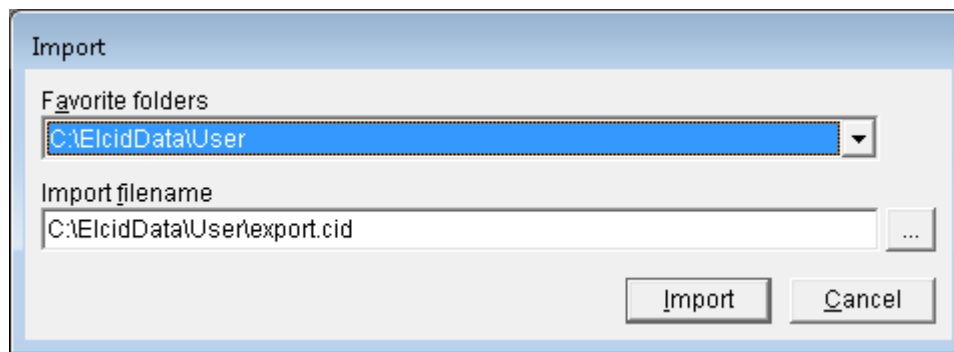 Import
Favorite folders
C:\ElcidData\User
Import filename
C:\ElcidData\User\export.cid
...
Import Cancel